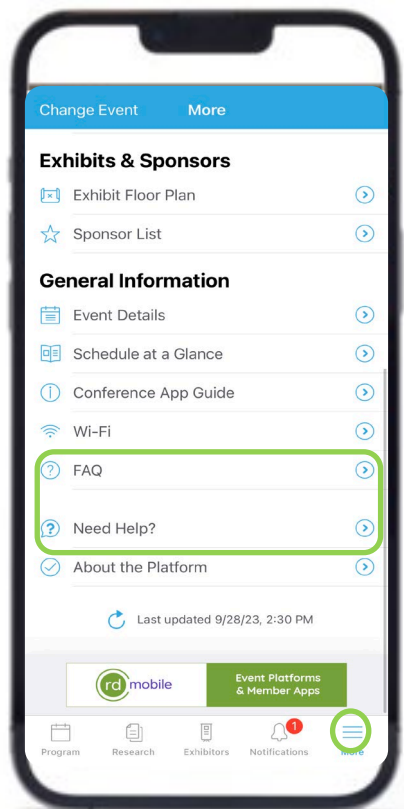 Change Event More
Exhibits & Sponsors
Exhibit Floor Plan
Sponsor List
General Information
Event Details
Schedule at a Glance
Conference App Guide
Wi-Fi
? FAQ
? Need Help?
About the Platform
Last updated 9/28/23, 2:30 PM
rd mobile
Event Platforms
& Member Apps
1
Program Research Exhibitors Notifications More